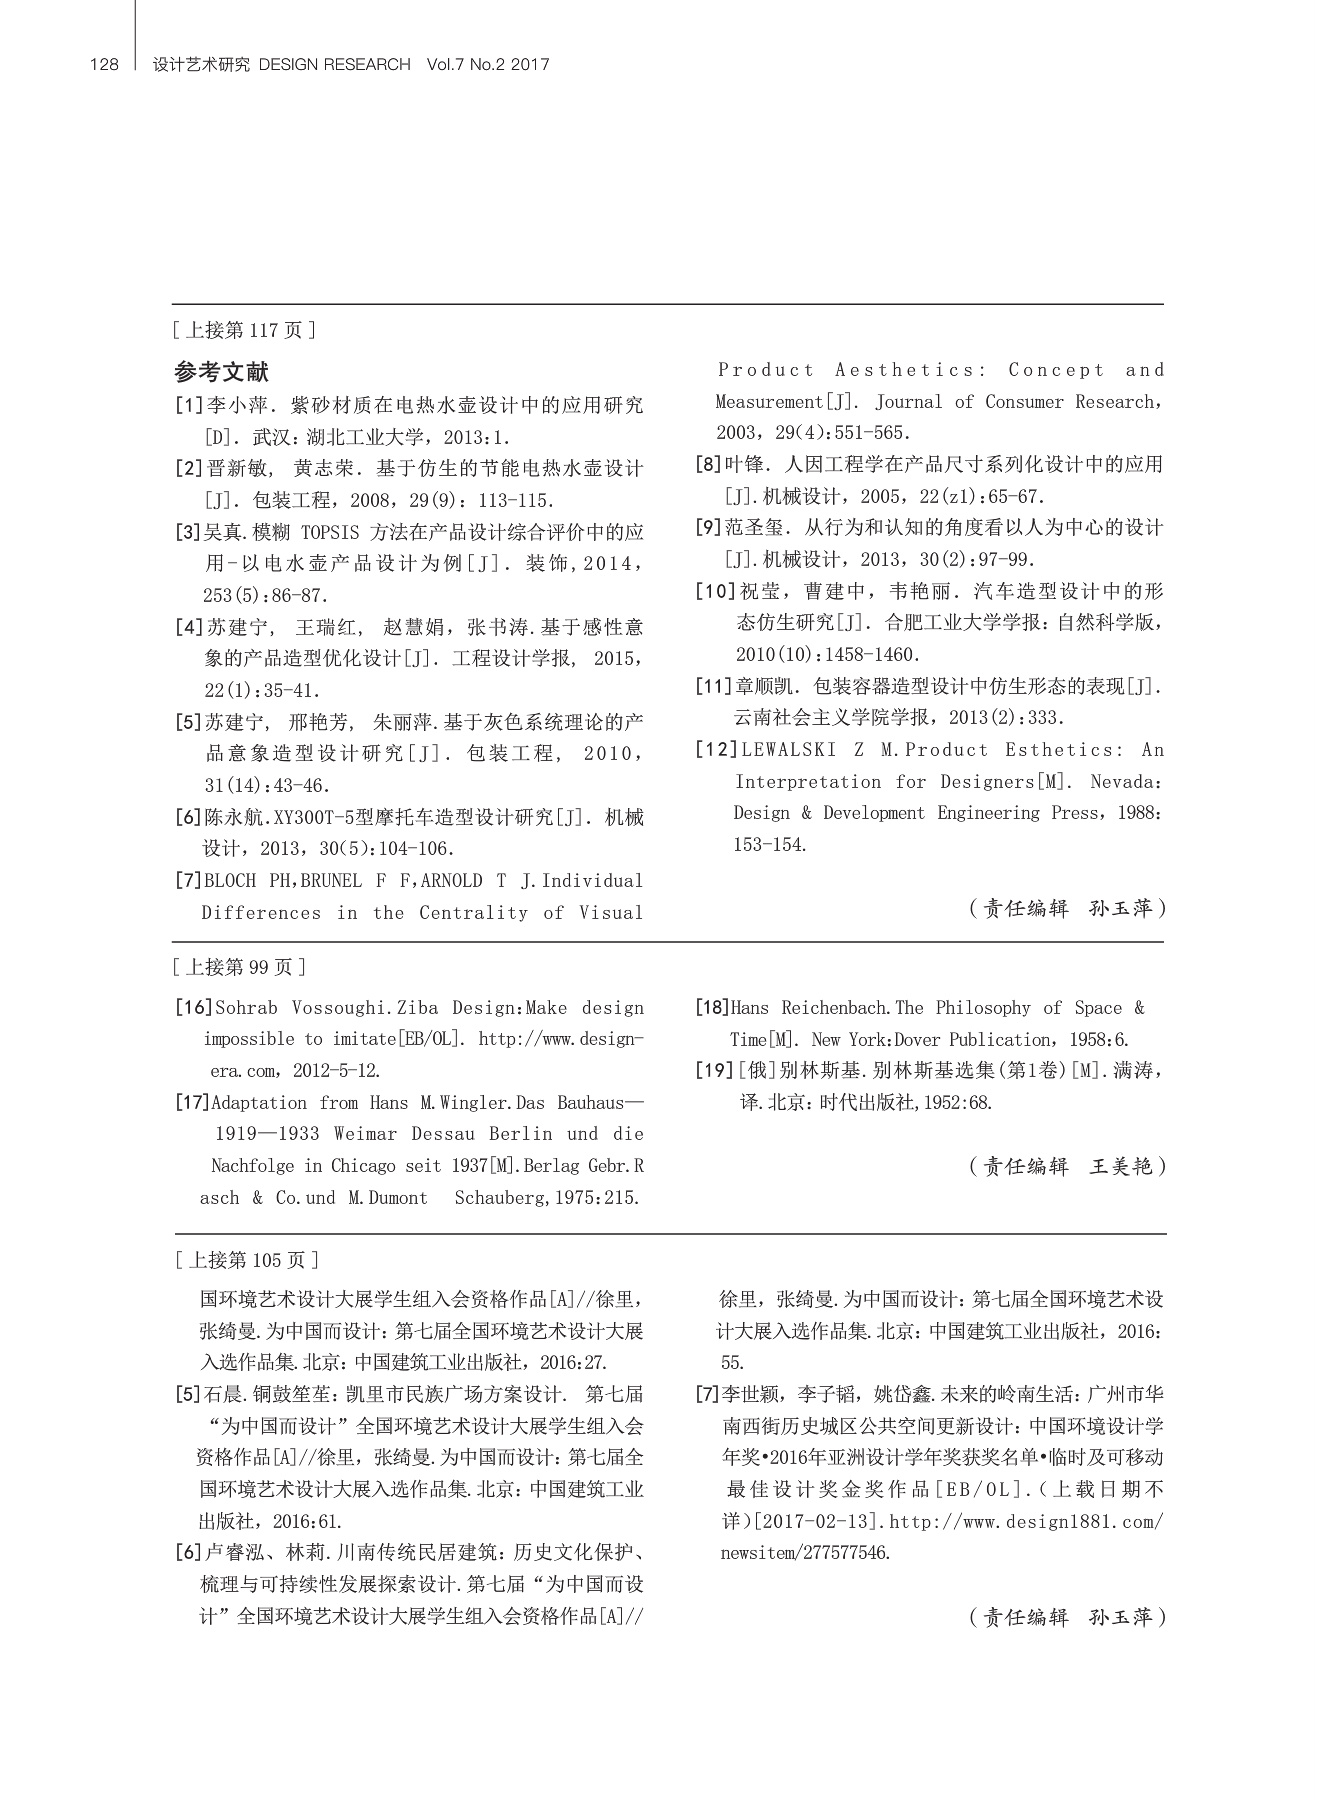 128 设计艺术研究 DESIGN RESEARCH Vol.7 No.2 2017
[ 上接第 117 页 ]
参考文献
[1]李小萍. 紫砂材质在电热水壶设计中的应用研究
[D]. 武汉: 湖北工业大学, 2013:1.
[2]晋新敏, 黄志荣. 基于仿生的节能电热水壶设计
[J]. 包装工程, 2008, 29(9): 113-115.
[3]吴真.模糊 TOPSIS 方法在产品设计综合评价中的应
用-以电水壶产品设计为例[J]. 装饰,2014,
253(5):86-87.
[4]苏建宁, 王瑞红, 赵慧娟, 张书涛.基于感性意
象的产品造型优化设计[J]. 工程设计学报, 2015,
22(1):35-41.
[5]苏建宁, 邢艳芳, 朱丽萍.基于灰色系统理论的产
品意象造型设计研究[J]. 包装工程, 2010,
31(14):43-46.
[6]陈永航.XY300T-5型摩托车造型设计研究[J]. 机械
设计, 2013, 30(5):104-106.
[7]BLOCH PH,BRUNEL F F,ARNOLD T J.Individual
Differences in the Centrality of Visual
Product Aesthetics: Concept and
Measurement[J]. Journal of Consumer Research,
2003, 29(4):551-565.
[8]叶锋. 人因工程学在产品尺寸系列化设计中的应用
[J].机械设计, 2005, 22(z1):65-67.
[9]范圣玺. 从行为和认知的角度看以人为中心的设计
[J].机械设计, 2013, 30(2):97-99.
[10]祝莹, 曹建中, 韦艳丽. 汽车造型设计中的形
态仿生研究[J]. 合肥工业大学学报: 自然科学版,
2010(10):1458-1460.
[11]章顺凯. 包装容器造型设计中仿生形态的表现[J].
云南社会主义学院学报, 2013(2):333.
[12]LEWALSKI Z M.Product Esthetics: An
Interpretation for Designers[M]. Nevada:
Design & Development Engineering Press, 1988:
153-154.
(责任编辑 孙玉萍)
[ 上接第 99 页 ]
[16]Sohrab Vossoughi.Ziba Design:Make design
impossible to imitate[EB/OL]. http://www.design-
era.com, 2012-5-12.
[17]Adaptation from Hans M.Wingler.Das Bauhaus—
1919—1933 Weimar Dessau Berlin und die
Nachfolge in Chicago seit 1937[M].Berlag Gebr.R
asch & Co.und M.Dumont Schauberg,1975:215.
[18]Hans Reichenbach.The Philosophy of Space &
Time[M]. New York:Dover Publication, 1958:6.
[19][俄]别林斯基.别林斯基选集(第1卷)[M].满涛,
译.北京: 时代出版社,1952:68.
(责任编辑 王美艳)
[ 上接第 105 页 ]
国环境艺术设计大展学生组入会资格作品[A]//徐里,
张绮曼.为中国而设计: 第七届全国环境艺术设计大展
入选作品集.北京: 中国建筑工业出版社, 2016:27.
[5]石晨.铜鼓笙茎: 凯里市民族广场方案设计. 第七届
“为中国而设计”全国环境艺术设计大展学生组入会
资格作品[A]//徐里, 张绮曼.为中国而设计: 第七届全
国环境艺术设计大展入选作品集.北京: 中国建筑工业
出版社, 2016:61.
[6]卢睿泓、林莉.川南传统民居建筑: 历史文化保护、
梳理与可持续性发展探索设计.第七届“为中国而设
计”全国环境艺术设计大展学生组入会资格作品[A]//
徐里, 张绮曼.为中国而设计: 第七届全国环境艺术设
计大展入选作品集.北京: 中国建筑工业出版社, 2016:
55.
[7]李世颖, 李子韬, 姚岱鑫.未来的岭南生活: 广州市华
南西街历史城区公共空间更新设计: 中国环境设计学
年奖•2016年亚洲设计学年奖获奖名单•临时及可移动
最佳设计奖金奖作品[EB/OL].(上载日期不
详)[2017-02-13].http://www.design1881.com/
newsitem/277577546.
(责任编辑 孙玉萍)